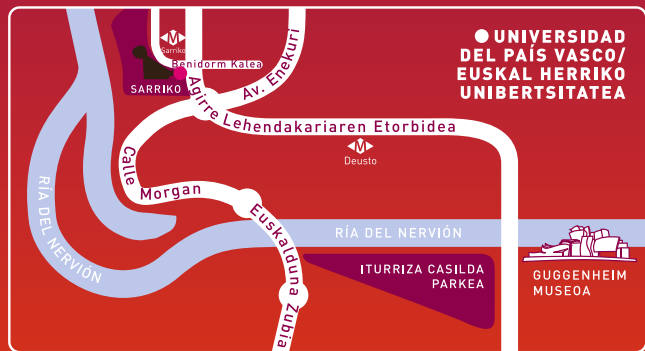 UNIVERSIDAD
DEL PAÍS VASCO/
EUSKAL HERRIKO
UNIBERTSITATEA
M
Sarriko
Benidorm Kalea
SARRIKO
Av. Enekuri
Agirre Lehendakariaren Etorbidea
M
Deusto
Calle Morgan
Euskalduna Zubia
RÍA DEL NERVIÓN
RÍA DEL NERVIÓN
ITURRIZA CASILDA
PARKEA
GUGGENHEIM
MUSEOA